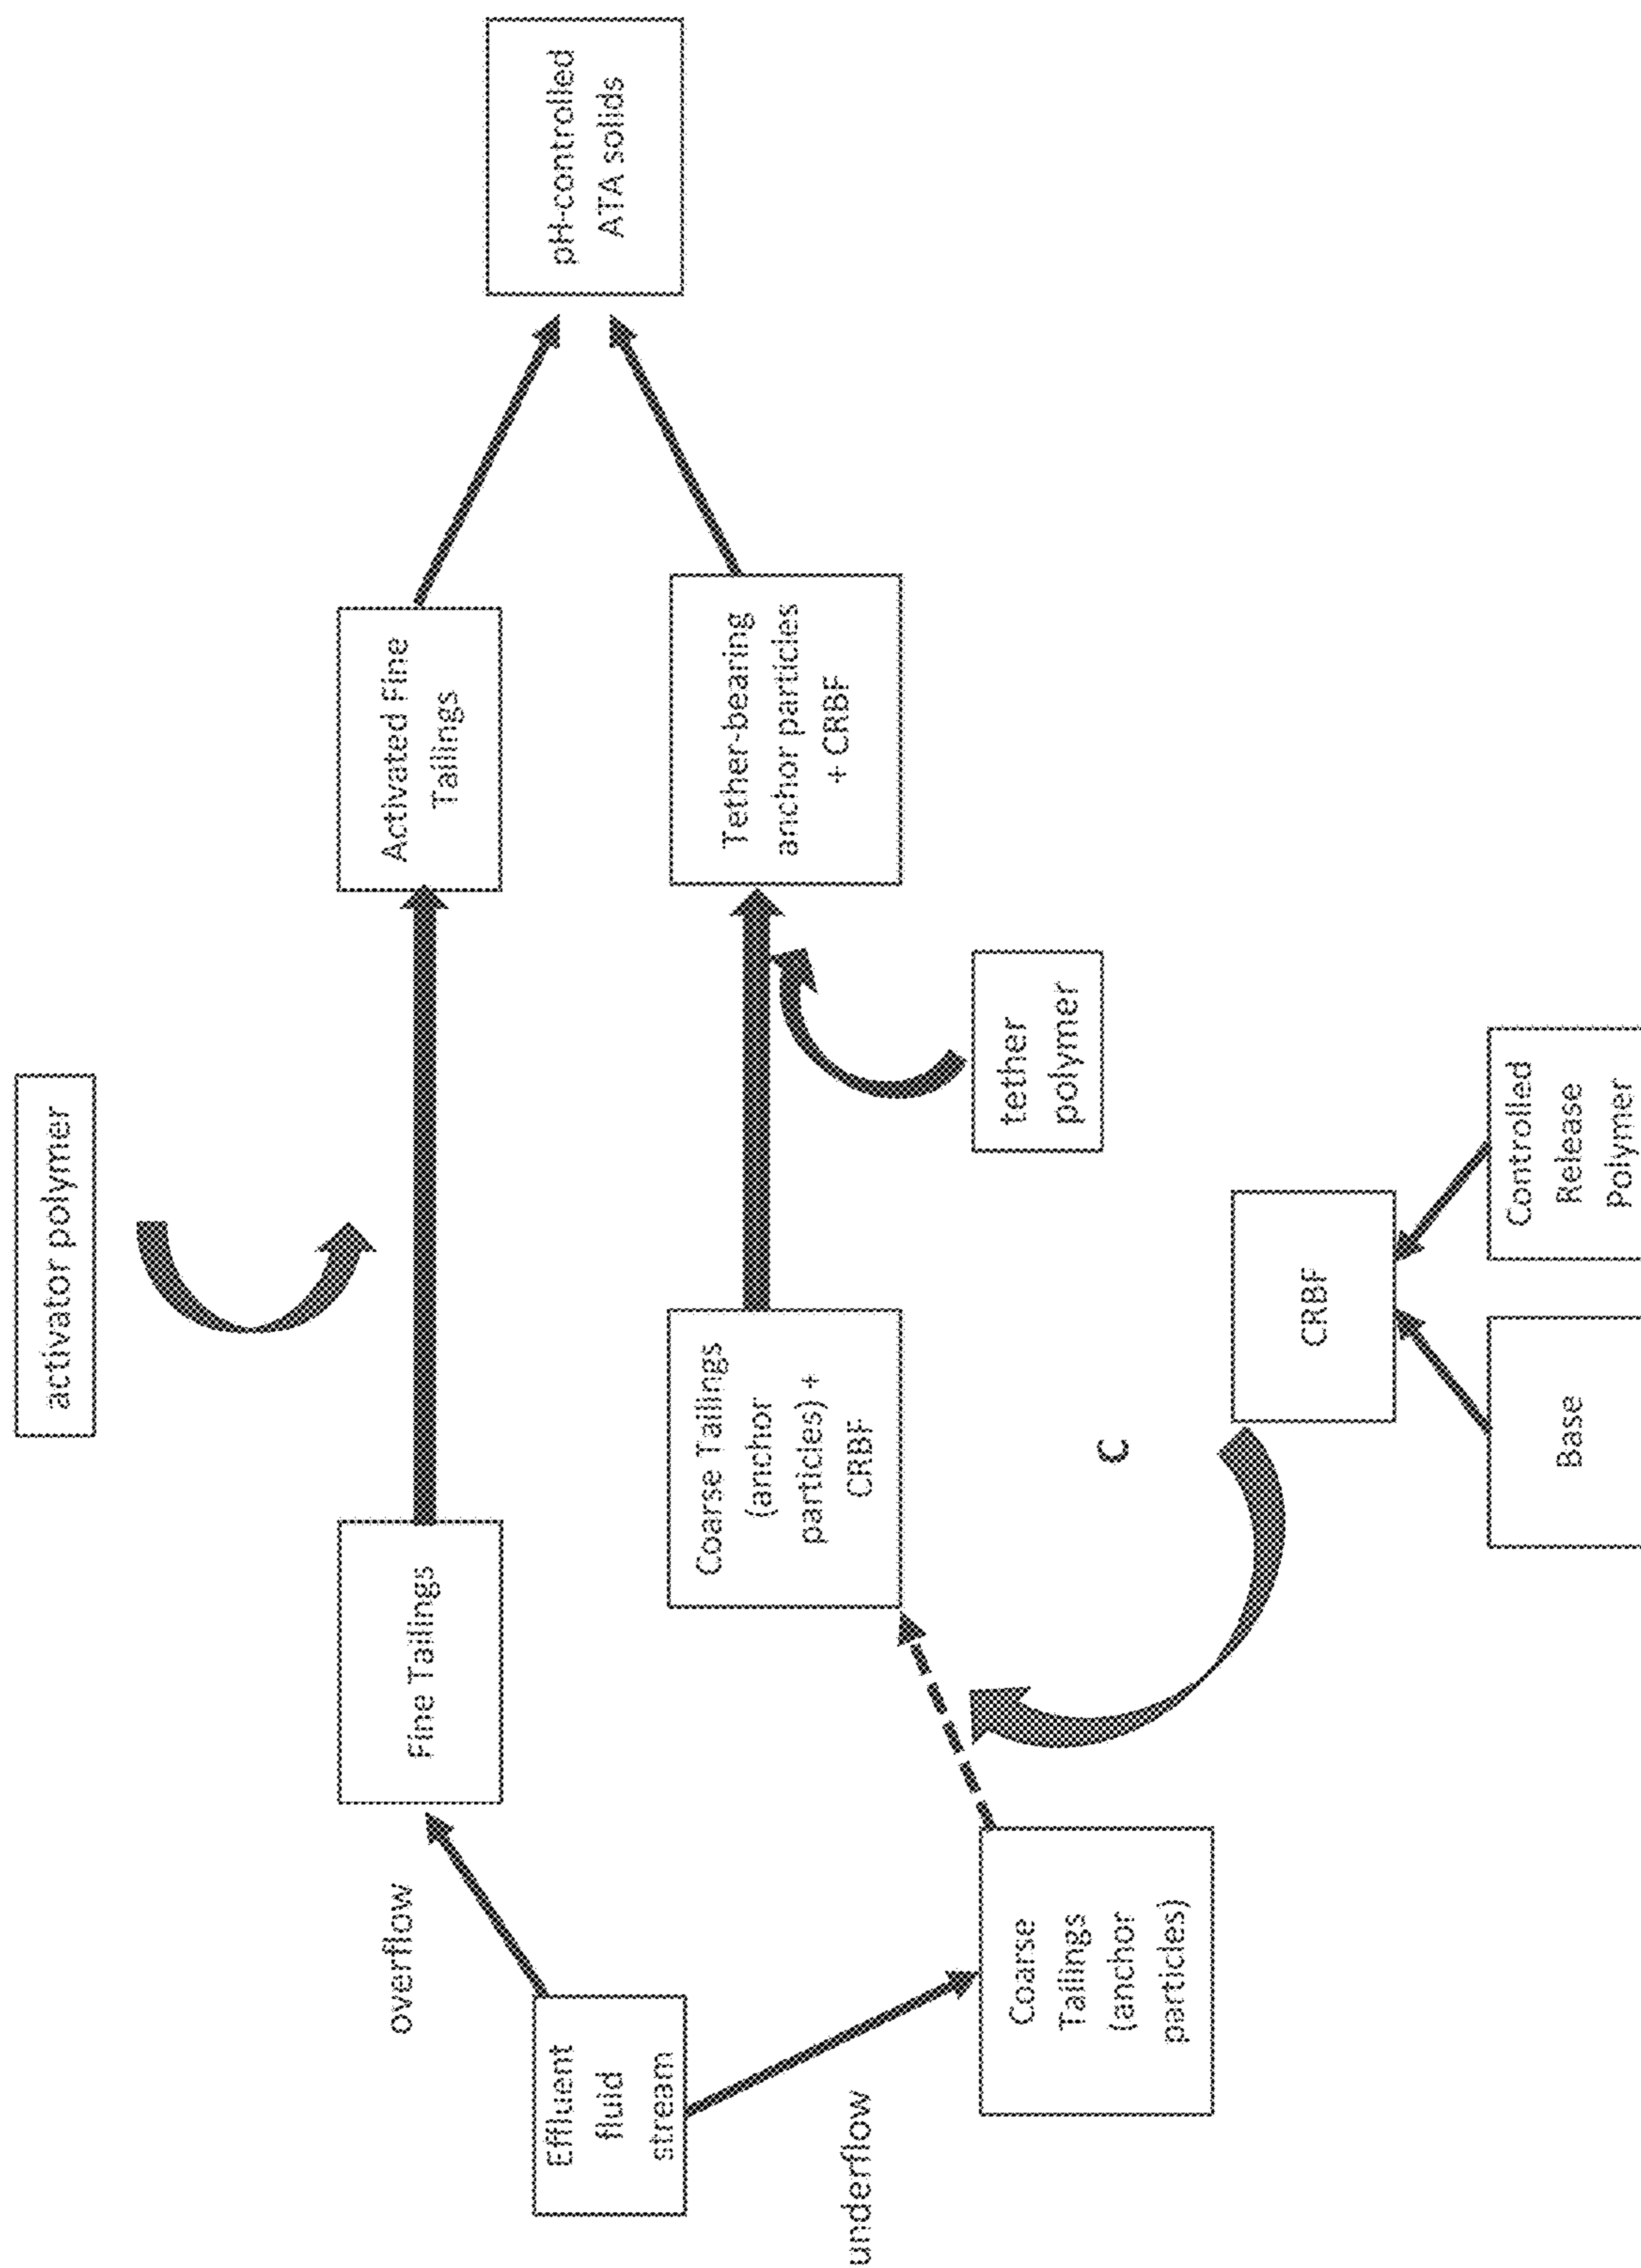 activator polymer
overflow
Fine Tailings
Activated Fine
Tailings
Effluent
fluid
stream
pH-controlled
ATA solids
underflow
Coarse Tailings
(anchor
particles) +
CRBF
Tether-bearing
anchor particles
+ CRBF
Coarse
Tailings
(anchor
particles)
tether
polymer
C
CRBF
Base
Controlled
Release
Polymer